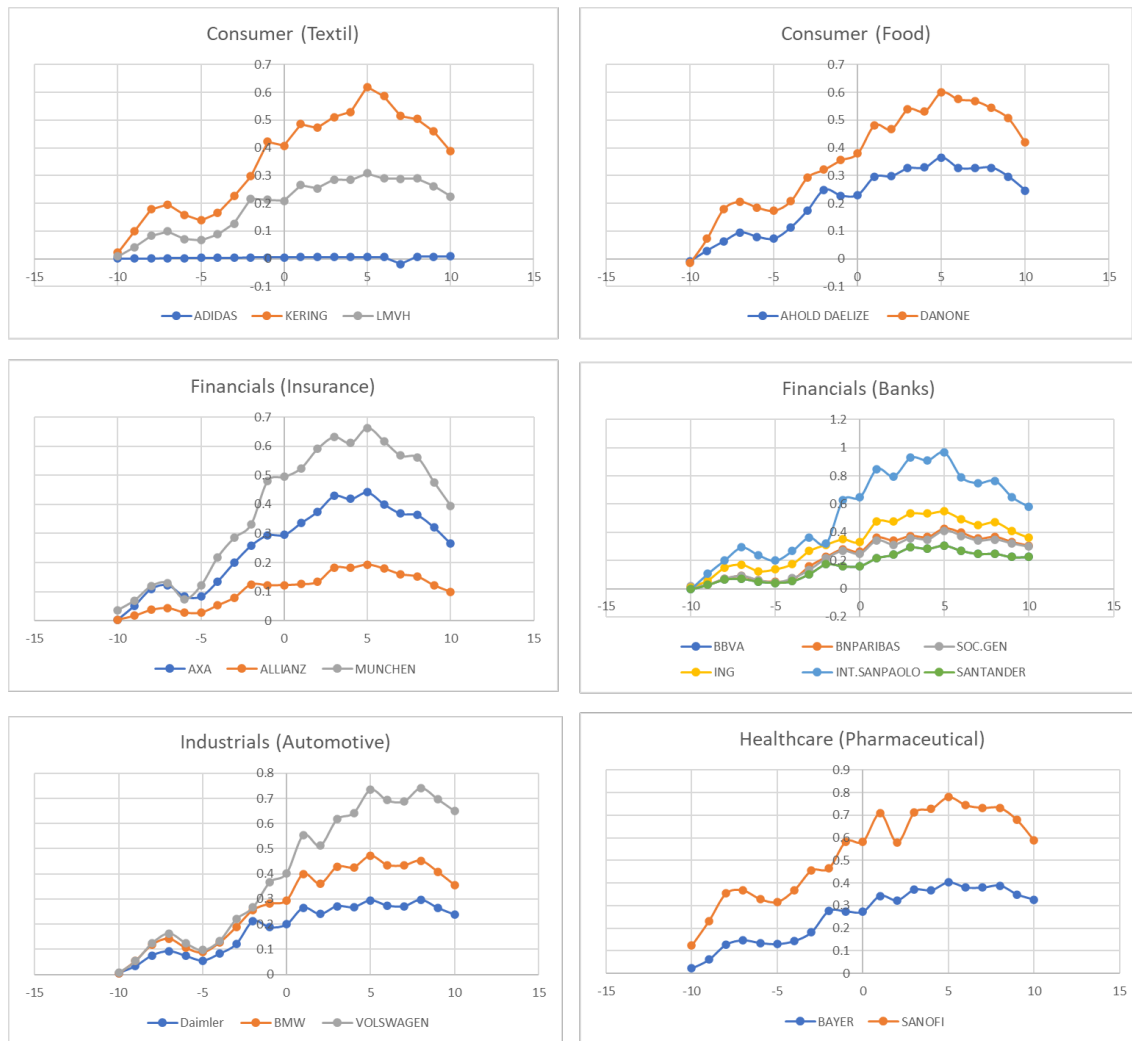 Consumer (Textil)
0.7
0.6
0.5
0.4
0.3
0.2
0.1
0
-0.1
-15 -10 -5 0 5 10 15
ADIDAS KERING LMVH
Consumer (Food)
0.7
0.6
0.5
0.4
0.3
0.2
0.1
0
-0.1
-15 -10 -5 0 5 10 15
AHOLD DAELIZE DANONE
Financials (Insurance)
0.7
0.6
0.5
0.4
0.3
0.2
0.1
0
-15 -10 -5 0 5 10 15
AXA ALLIANZ MUNCHEN
Financials (Banks)
1.2
1
0.8
0.6
0.4
0.2
0
-0.2
-15 -10 -5 0 5 10 15
BBVA BNPARIBAS SOC.GEN
ING INT.SANPAOLO SANTANDER
Industrials (Automotive)
0.8
0.7
0.6
0.5
0.4
0.3
0.2
0.1
0
-15 -10 -5 0 5 10 15
Daimler BMW VOLSWAGEN
Healthcare (Pharmaceutical)
0.9
0.8
0.7
0.6
0.5
0.4
0.3
0.2
0.1
0
-15 -10 -5 0 5 10 15
BAYER SANOFI